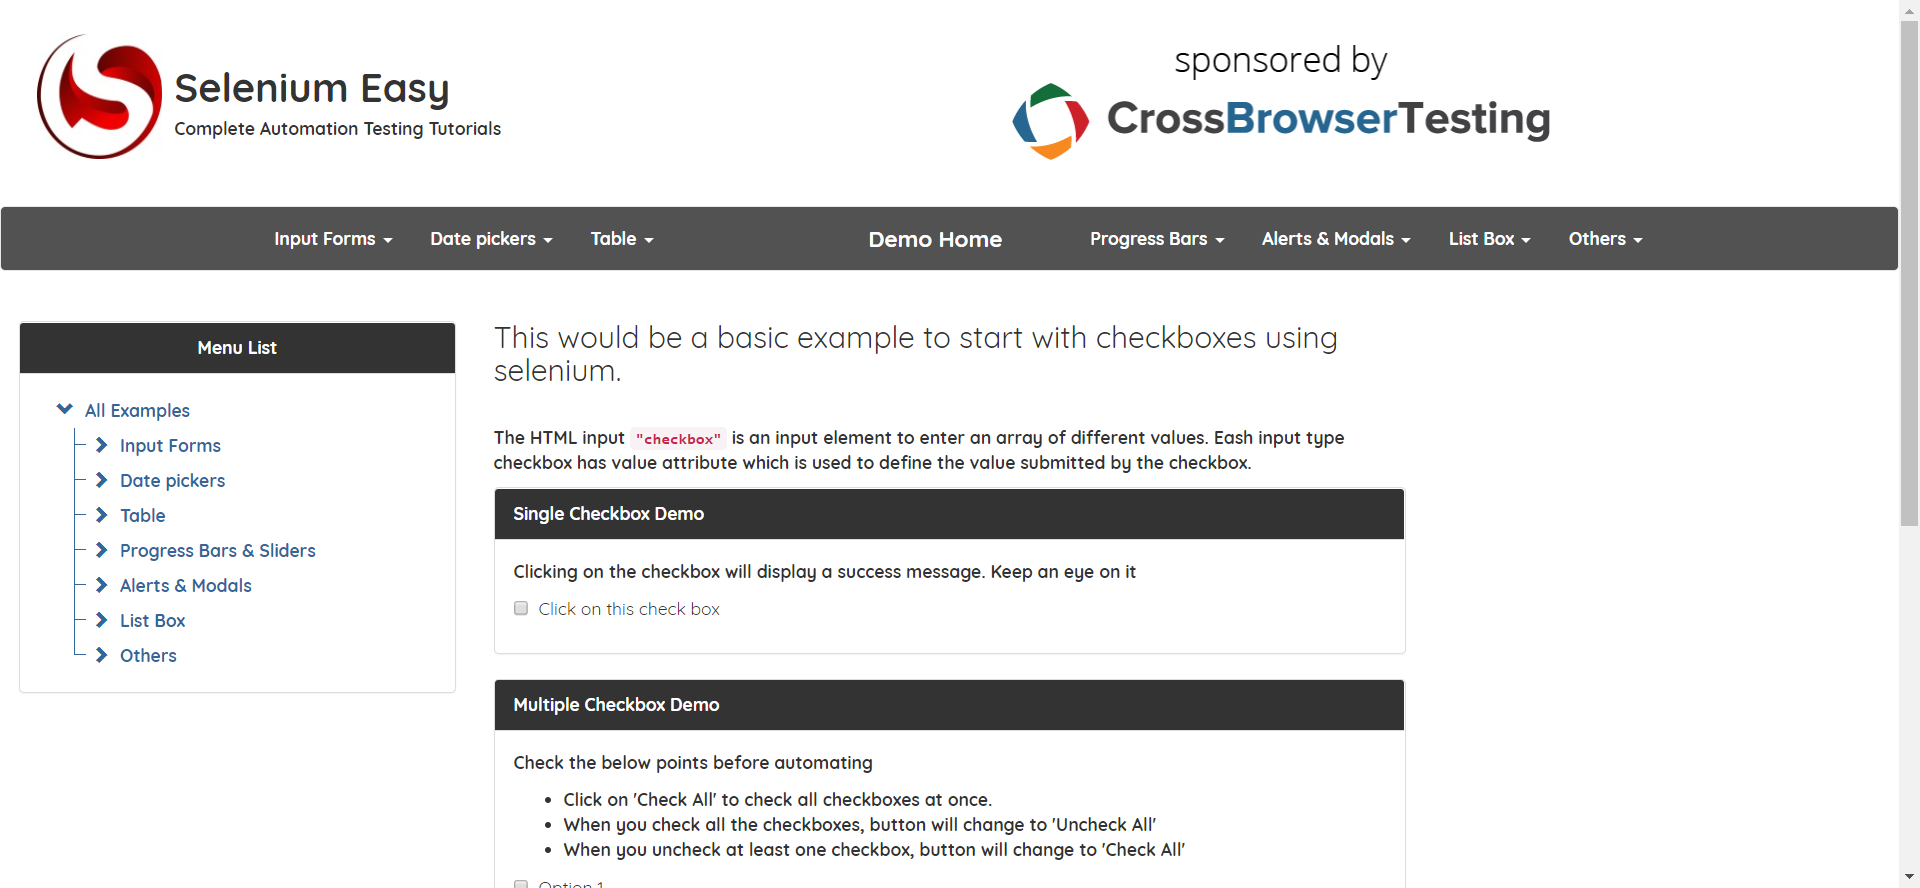 Selenium Easy
Complete Automation Testing Tutorials
sponsored by
CrossBrowserTesting
Input Forms
Date pickers
Table
Demo Home
Progress Bars
Alerts & Modals
List Box
Others
Menu List
All Examples
Input Forms
Date pickers
Table
Progress Bars & Sliders
Alerts & Modals
List Box
Others
This would be a basic example to start with checkboxes using
selenium.
The HTML input "checkbox" is an input element to enter an array of different values. Eash input type
checkbox has value attribute which is used to define the value submitted by the checkbox.
Single Checkbox Demo
Clicking on the checkbox will display a success message. Keep an eye on it
Click on this check box
Multiple Checkbox Demo
Check the below points before automating
• Click on 'Check All' to check all checkboxes at once.
• When you check all the checkboxes, button will change to 'Uncheck All'
• When you uncheck at least one checkbox, button will change to 'Check All'
Option 1